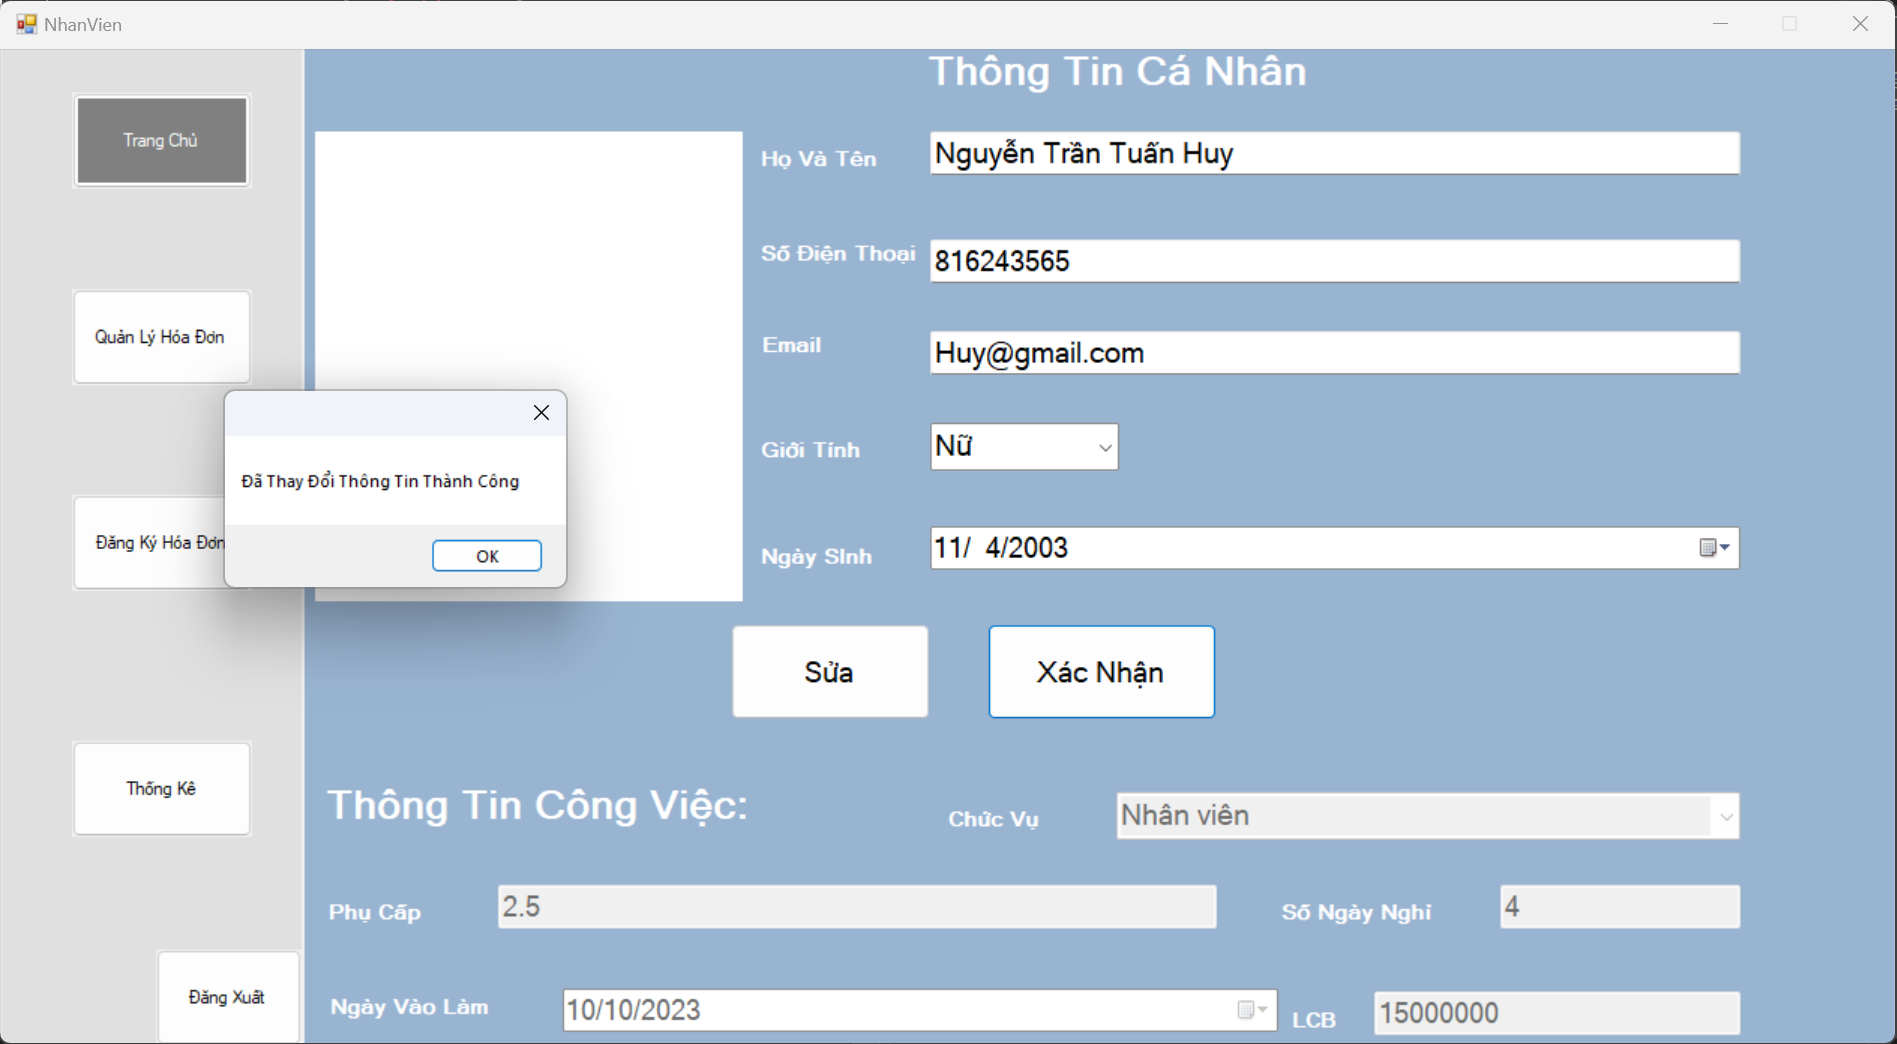 NhanVien
Trang Chủ
Quản Lý Hóa Đơn
Đăng Ký Hóa Đơn
Thống Kê
Đăng Xuất
Đã Thay Đổi Thông Tin Thành Công
OK
Thông Tin Cá Nhân
Họ Và Tên
Nguyễn Trần Tuấn Huy
Số Điện Thoại
816243565
Email
Huy@gmail.com
Giới Tính
Nữ
Ngày SInh
11/ 4/2003
Sửa
Xác Nhận
Thông Tin Công Việc:
Chức Vụ
Nhân viên
Phụ Cấp
2.5
Số Ngày Nghỉ
4
Ngày Vào Làm
10/10/2023
LCB
15000000